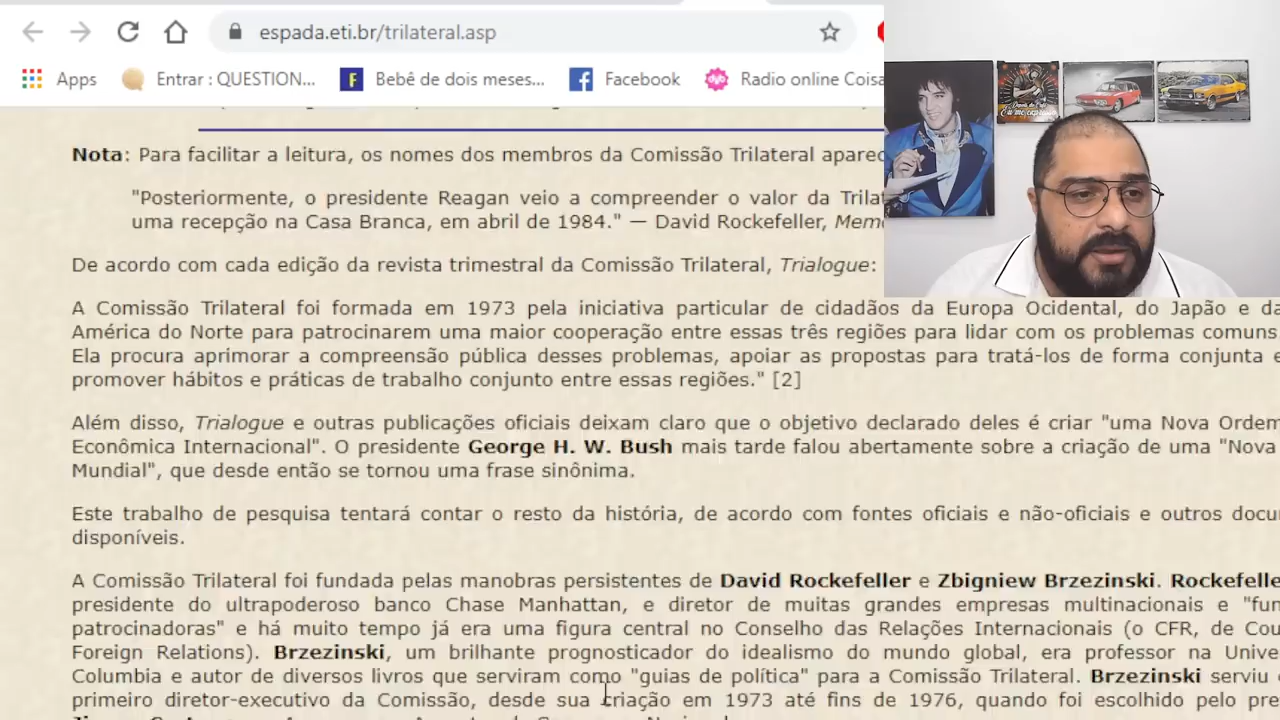 espada.eti.br/trilateral.asp
Apps Entrar : QUESTION... Bebê de dois meses... Facebook Radio online Coisa
Nota: Para facilitar a leitura, os nomes dos membros da Comissão Trilateral
"Posteriormente, o presidente Reagan veio a compreender o valor da
uma recepção na Casa Branca, em abril de 1984." — David Rockefeller,
De acordo com cada edição da revista trimestral da Comissão Trilateral, Trialogue:
A Comissão Trilateral foi formada em 1973 pela iniciativa particular de cidadãos da Europa Ocidental, do Japão e da
América do Norte para patrocinarem uma maior cooperação entre essas três regiões para lidar com os problemas comuns.
Ela procura aprimorar a compreensão pública desses problemas, apoiar as propostas para tratá-los de forma conjunta e
promover hábitos e práticas de trabalho conjunto entre essas regiões." [2]
Além disso, Trialogue e outras publicações oficiais deixam claro que o objetivo declarado deles é criar "uma Nova Ordem
Econômica Internacional". O presidente George H. W. Bush mais tarde falou abertamente sobre a criação de uma "Nova
Mundial", que desde então se tornou uma frase sinônima.
Este trabalho de pesquisa tentará contar o resto da história, de acordo com fontes oficiais e não-oficiais e outros
disponíveis.
A Comissão Trilateral foi fundada pelas manobras persistentes de David Rockefeller e Zbigniew Brzezinski.
presidente do ultrapoderoso banco Chase Manhattan, e diretor de muitas grandes empresas multinacionais e
patrocinadoras" e há muito tempo já era uma figura central no Conselho das Relações Internacionais (o CFR, de
Foreign Relations). Brzezinski, um brilhante prognosticador do idealismo do mundo global, era professor na
Columbia e autor de diversos livros que serviram como "guias de política" para a Comissão Trilateral. Brzezinski serviu
primeiro diretor-executivo da Comissão, desde sua criação em 1973 até fins de 1976, quando foi escolhido pelo